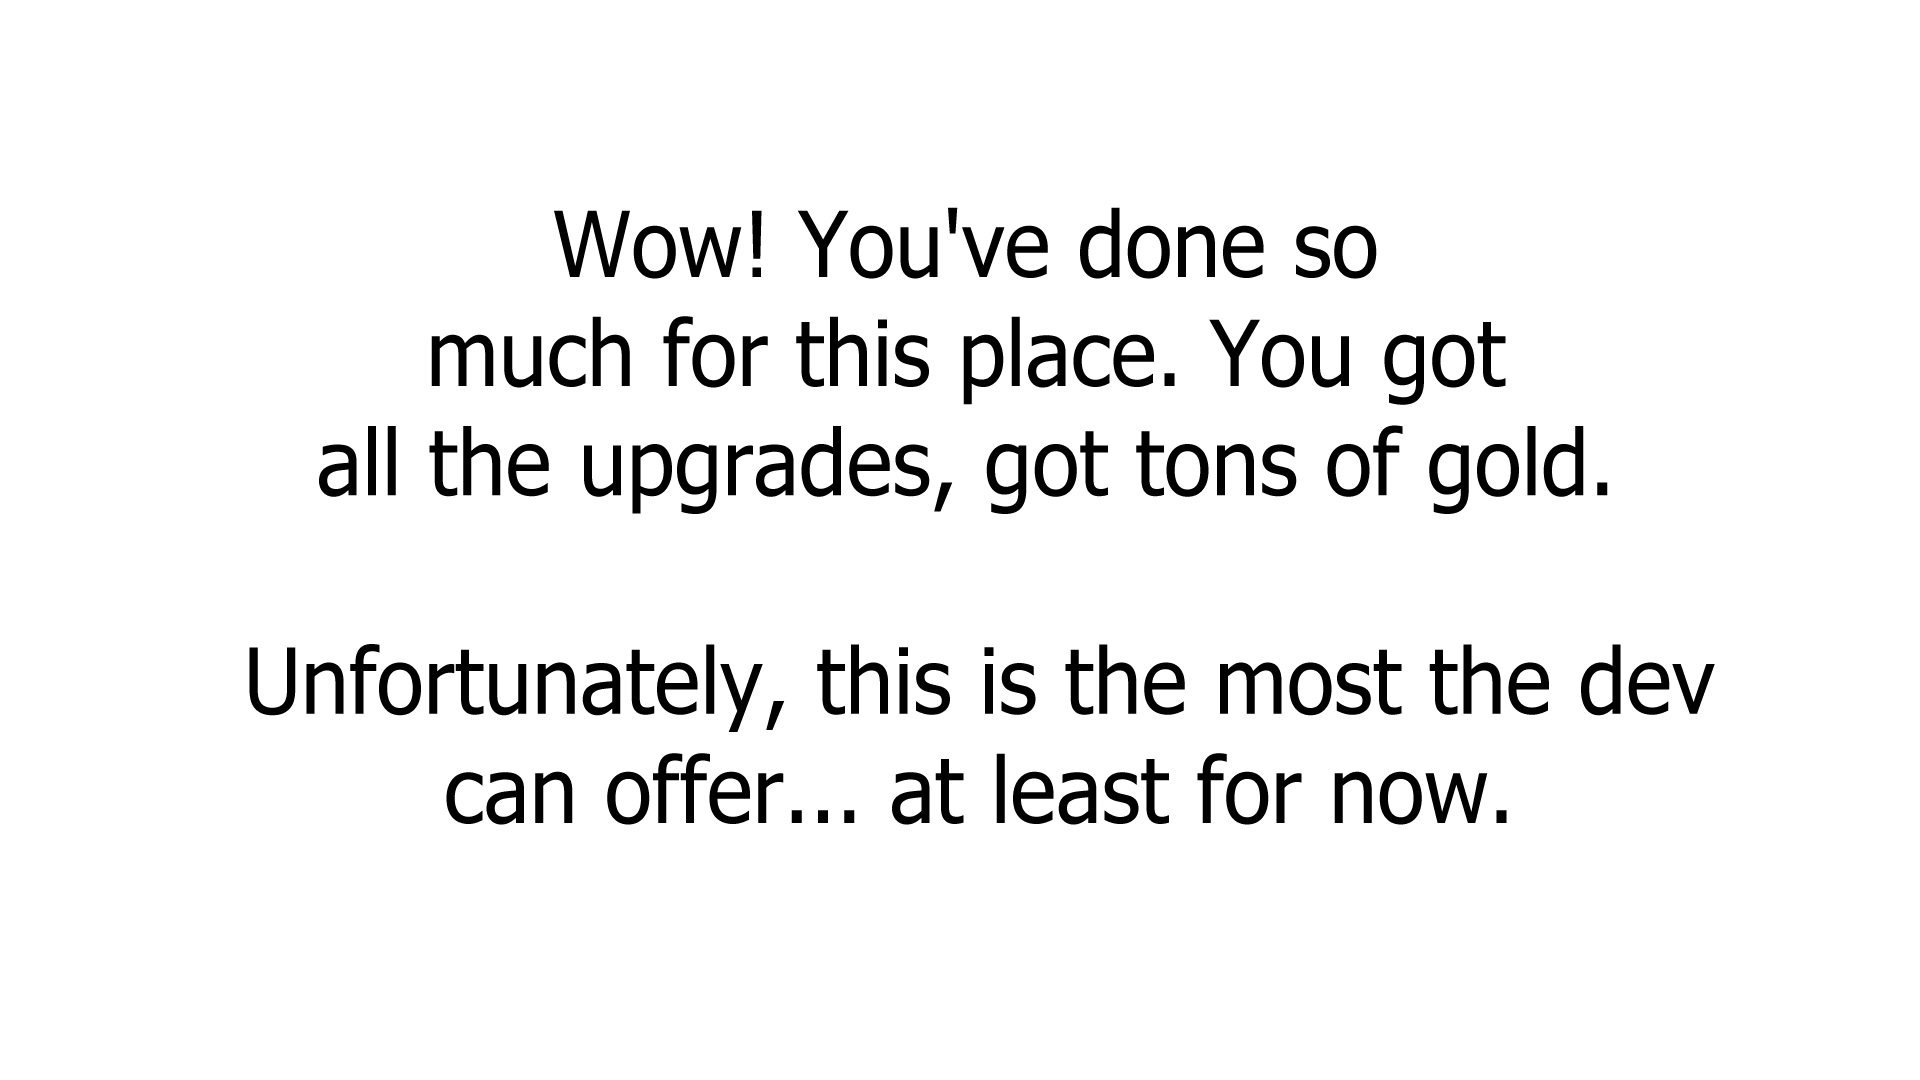 Wow! You've done so
much for this place. You got
all the upgrades, got tons of gold.
Unfortunately, this is the most the dev
can offer... at least for now.